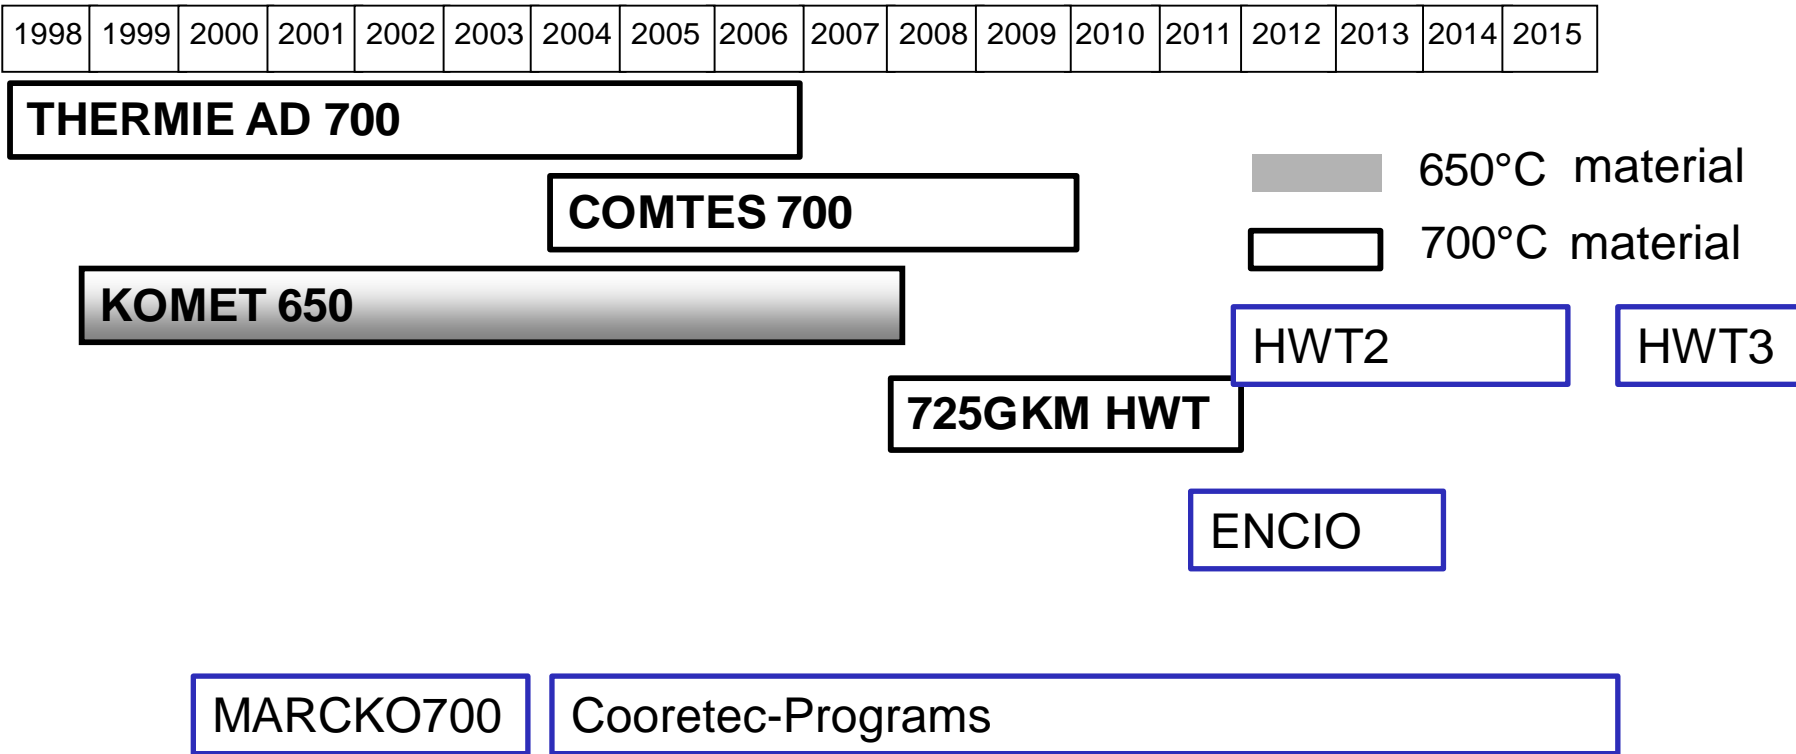 1998 1999 2000 2001 2002 2003 2004 2005 2006 2007 2008 2009 2010 2011 2012 2013 2014 2015
THERMIE AD 700
650°C material
COMTES 700
700°C material
KOMET 650
HWT2
HWT3
725GKM HWT
ENCIO
MARCKO700
Cooretec-Programs